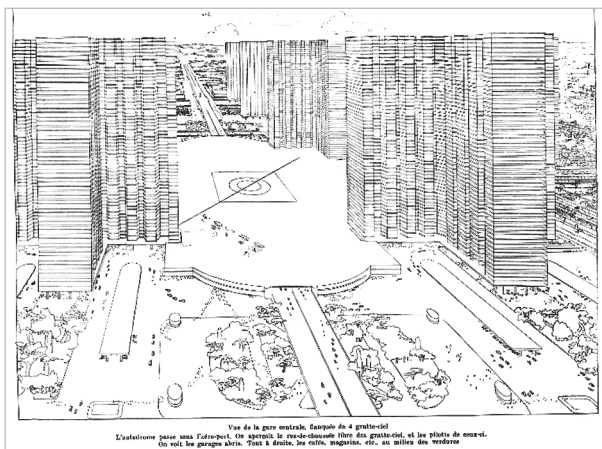 Vue de la gare centrale, flanquée de 4 gratte-ciel
L'autodrome passe sous l'aéro-port. On aperçoit le rez-de-chaussée libre des gratte-ciel, et les pilotis de ceux-ci.
On voit les garages abris. Tout à droite, les cafés, magasins, etc., au milieu des verdures